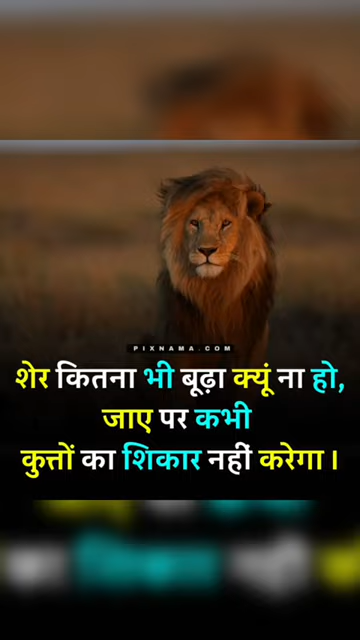 PIXNAMA.COM
शेर कितना भी बूढ़ा क्यूं ना हो,
जाए पर कभी
कुत्तों का शिकार नहीं करेगा।